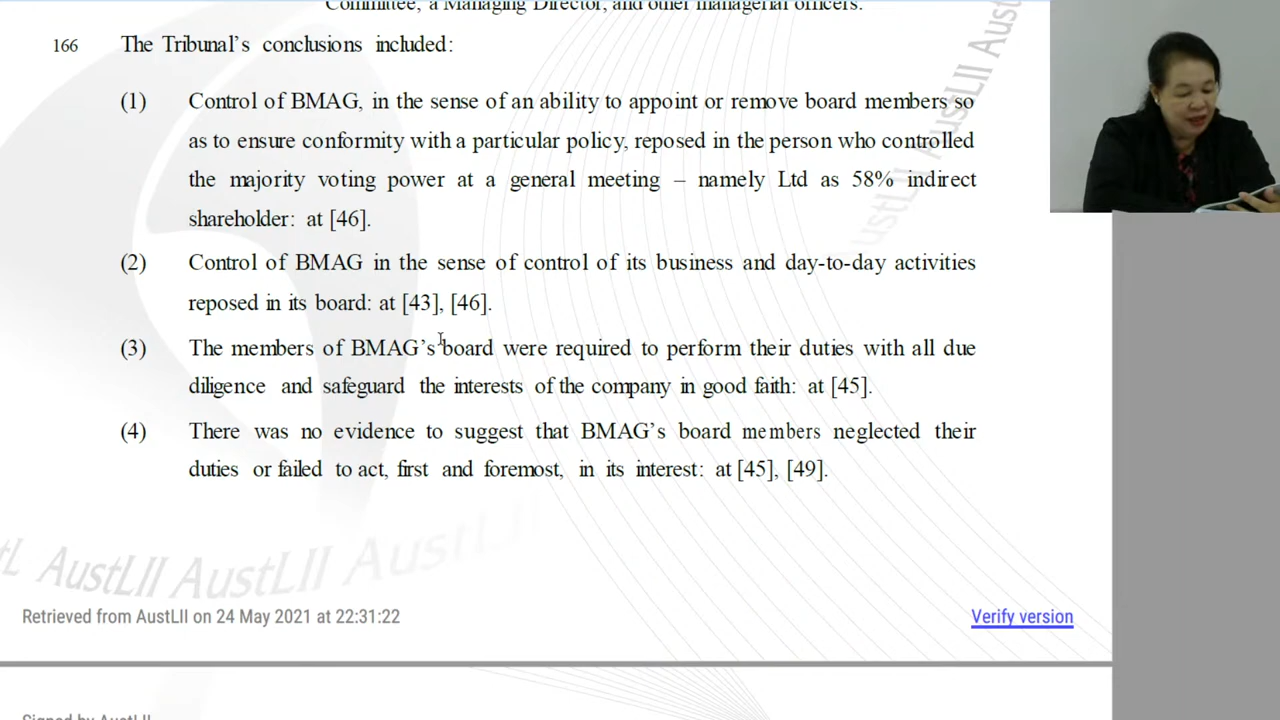 Committee, a Managing Director, and other managerial officers.
166 The Tribunal's conclusions included:
(1) Control of BMAG, in the sense of an ability to appoint or remove board members so
as to ensure conformity with a particular policy, reposed in the person who controlled
the majority voting power at a general meeting – namely Ltd as 58% indirect
shareholder: at [46].
(2) Control of BMAG in the sense of control of its business and day-to-day activities
reposed in its board: at [43], [46].
(3) The members of BMAG's board were required to perform their duties with all due
diligence and safeguard the interests of the company in good faith: at [45].
(4) There was no evidence to suggest that BMAG's board members neglected their
duties or failed to act, first and foremost, in its interest: at [45], [49].
AustLII AustLII AustLII
Retrieved from AustLII on 24 May 2021 at 22:31:22
Verify version
Signed by AustLII